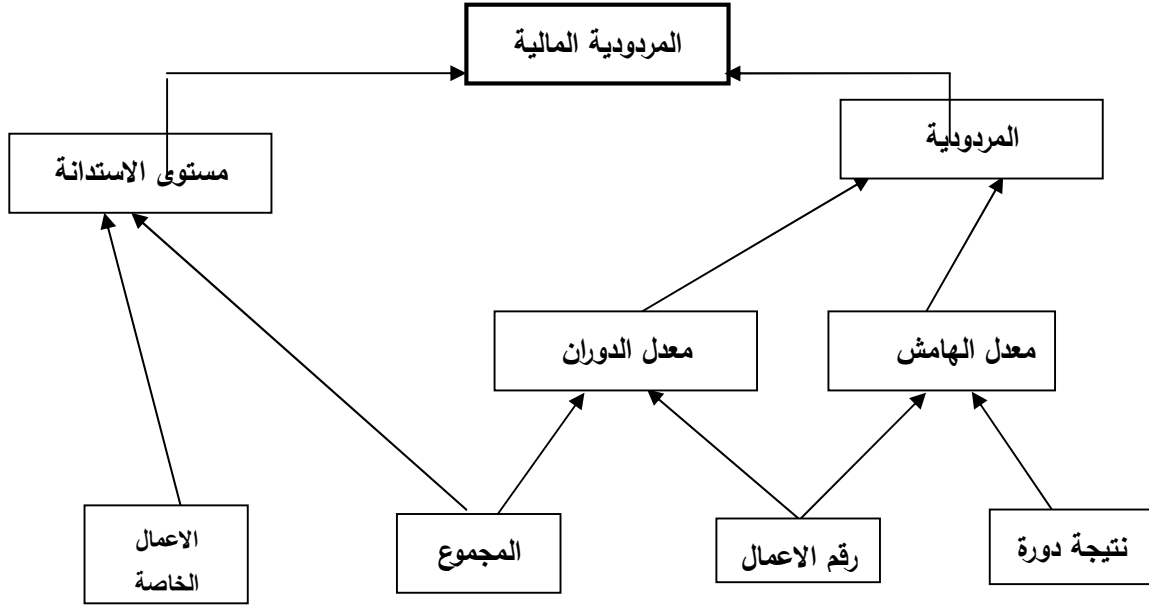 المردودية المالية
المردودية
مستوى الاستدانة
معدل الهامش
معدل الدوران
نتيجة دورة
رقم الاعمال
المجموع
الاعمال
الخاصة